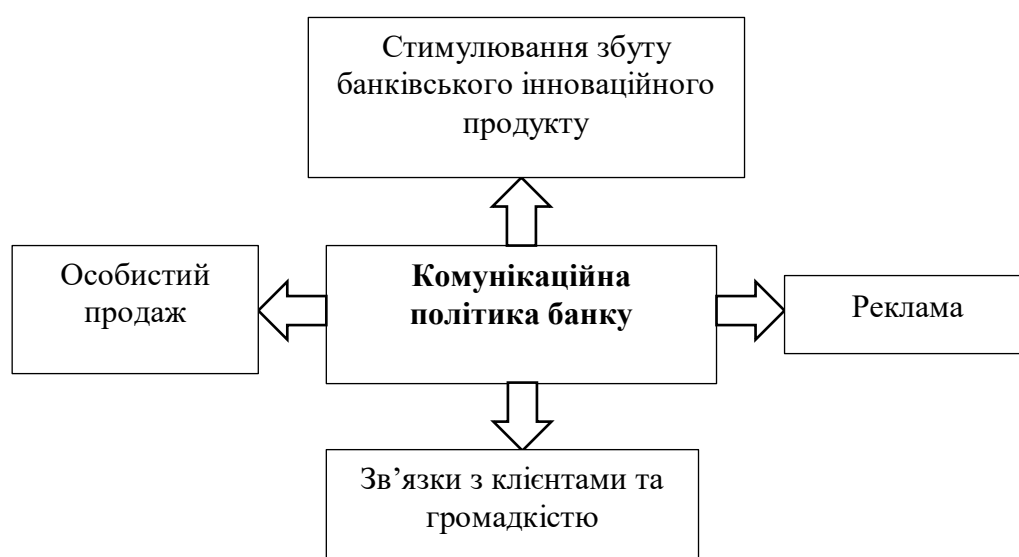 Стимулювання збуту
банківського інноваційного
продукту
Особистий
продаж
Комунікаційна
політика банку
Реклама
Зв’язки з клієнтами та
громадкістю